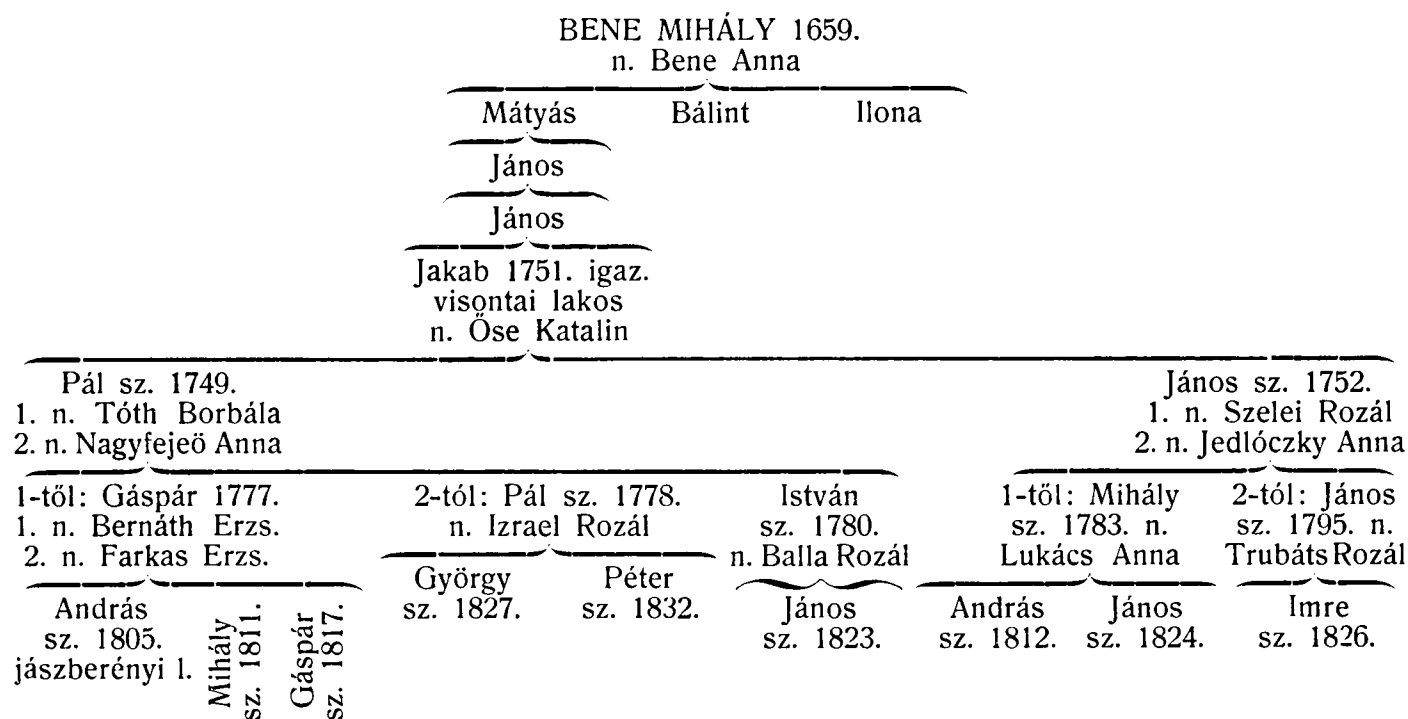 BENE MIHÁLY 1659.
n. Bene Anna
Mátyás Bálint Ilona
János
János
Jakab 1751. igaz.
visontai lakos
n. Őse Katalin
Pál sz. 1749.
1. n. Tóth Borbála
2. n. Nagyfejeö Anna
János sz. 1752.
1. n. Szelei Rozál
2. n. Jedlóczky Anna
1-től: Gáspár 1777.
1. n. Bernáth Erzs.
2. n. Farkas Erzs.
2-tól: Pál sz. 1778.
n. Izrael Rozál
István
sz. 1780.
n. Balla Rozál
1-től: Mihály
sz. 1783. n.
Lukács Anna
2-tól: János
sz. 1795. n.
Trubáts Rozál
András
sz. 1805.
jászberényi l.
Mihály
sz. 1811.
Gáspár
sz. 1817.
György
sz. 1827.
Péter
sz. 1832.
János
sz. 1823.
András
sz. 1812.
János
sz. 1824.
Imre
sz. 1826.